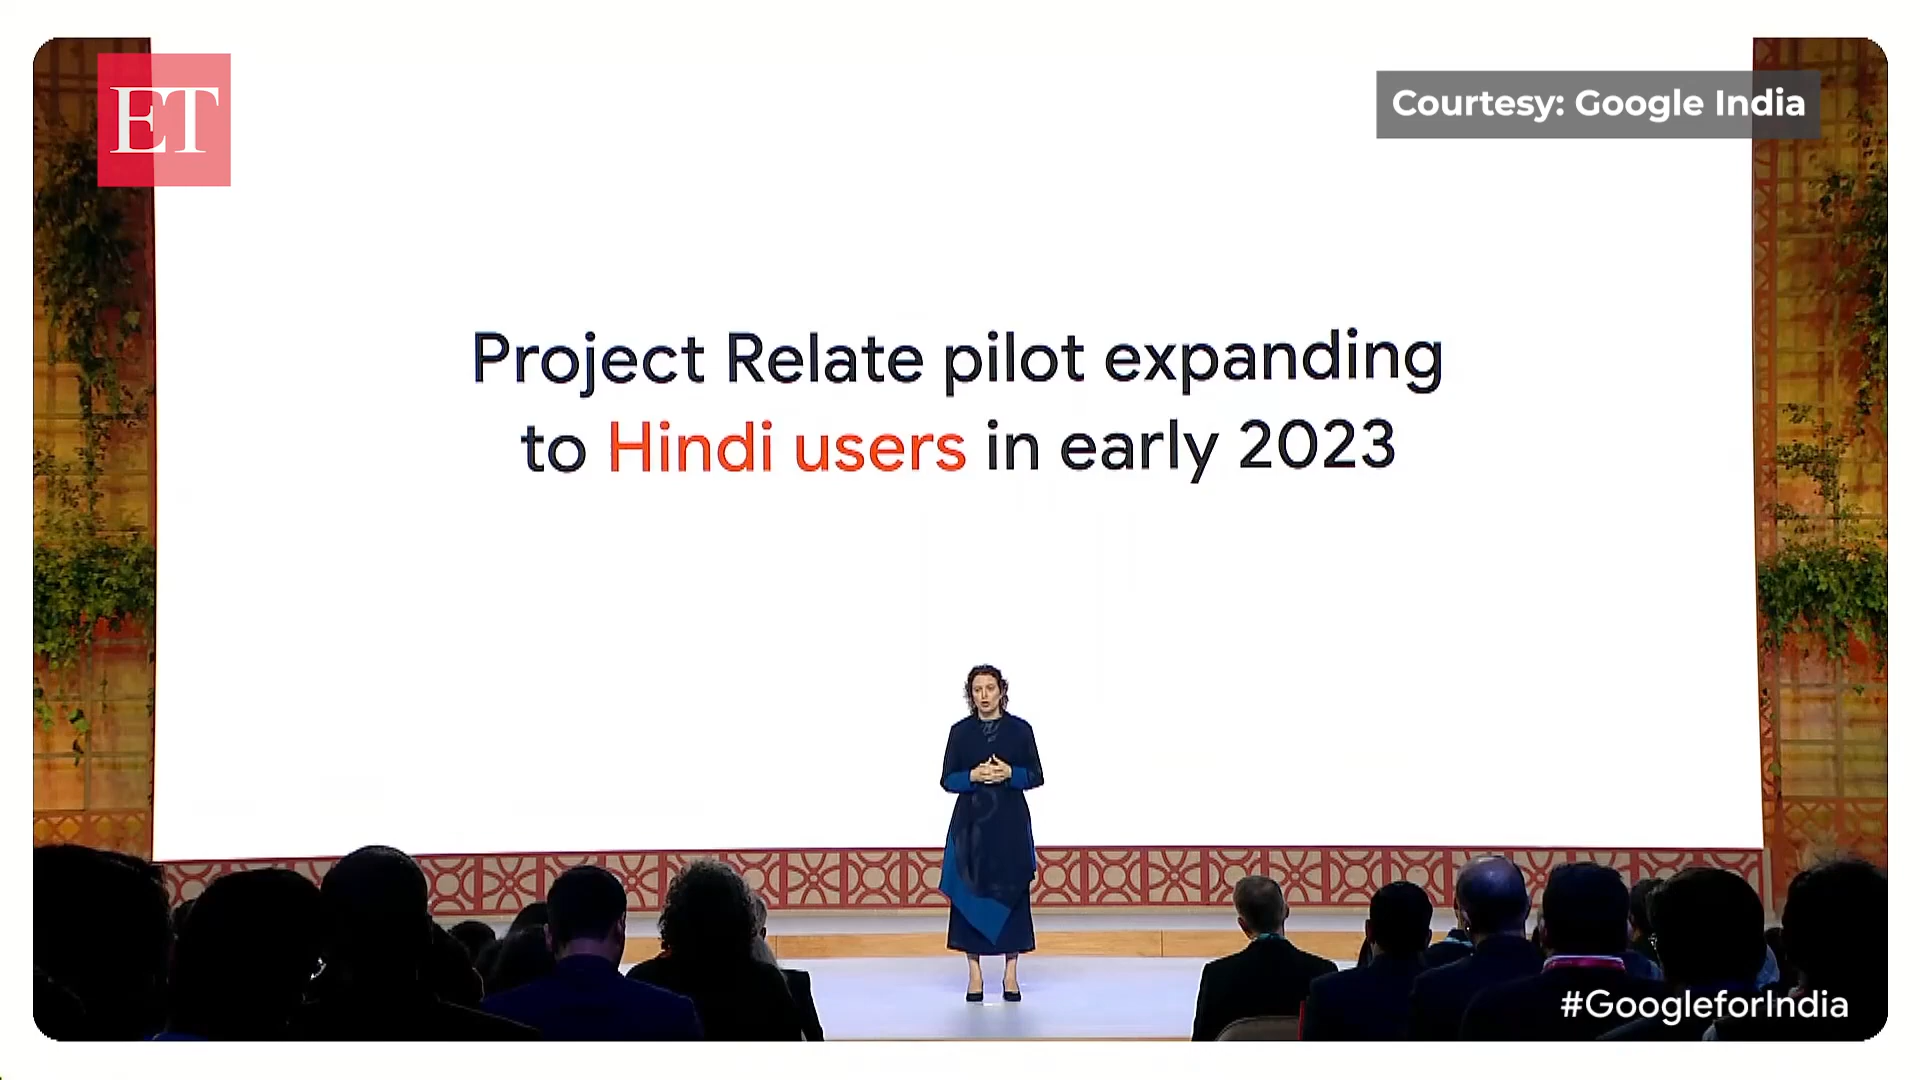 ET
Courtesy: Google India
Project Relate pilot expanding
to Hindi users in early 2023
#GoogleforIndia